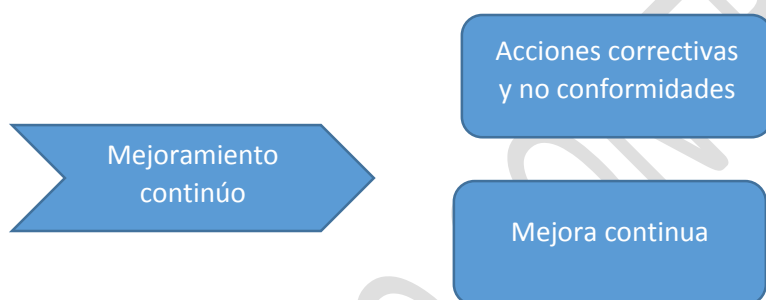 Mejoramiento
continúo
Acciones correctivas
y no conformidades
Mejora continua